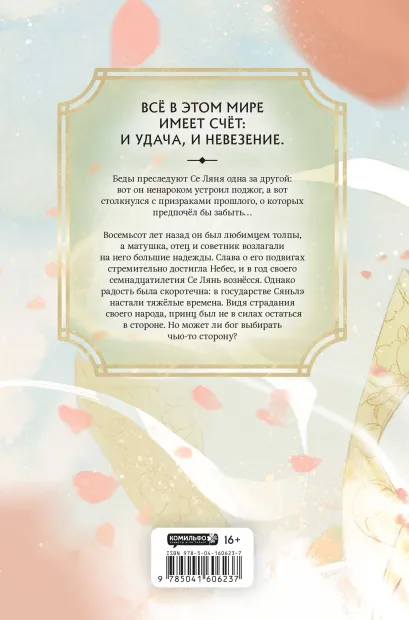 ВСЁ В ЭТОМ МИРЕ
ИМЕЕТ СЧЁТ:
И УДАЧА, И НЕВЕЗЕНИЕ.
Беды преследуют Се Ляня одна за другой:
вот он ненароком устроил поджог, а вот
столкнулся с призраками прошлого, о которых
предпочёл бы забыть…
Восемьсот лет назад он был любимцем толпы,
а матушка, отец и советник возлагали
на него большие надежды. Слава о его подвигах
стремительно достигла Небес, и в год своего
семнадцатилетия Се Лянь вознёсся. Однако
радость была скоротечна: в государстве Сяньлэ
настали тяжёлые времена. Видя страдания
своего народа, принц был не в силах остаться
в стороне. Но может ли бог выбирать
чью-то сторону?
КОМИЛЬФО
16+
ISBN 978-5-04-160623-7
9 785041 606237